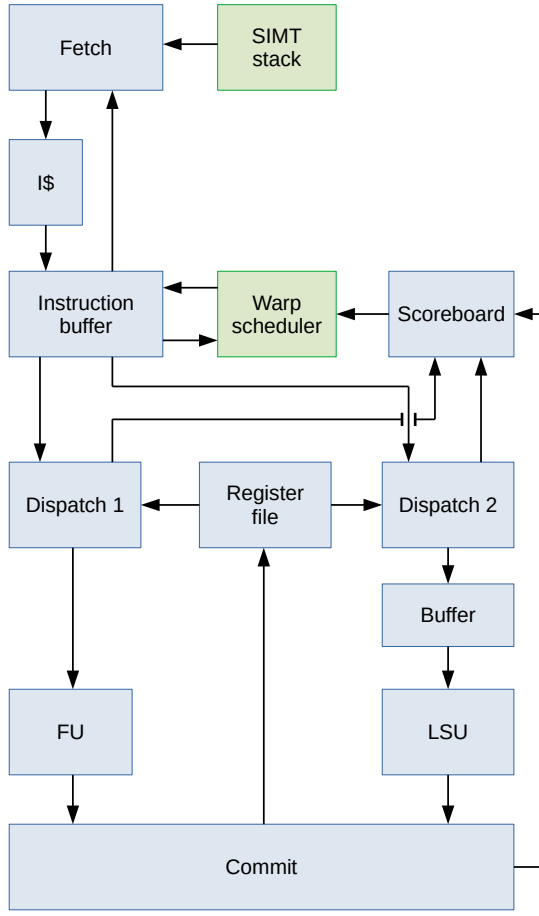 Fetch
SIMT
stack
I$
Instruction
buffer
Warp
scheduler
Scoreboard
Dispatch 1
Register
file
Dispatch 2
Buffer
FU
LSU
Commit